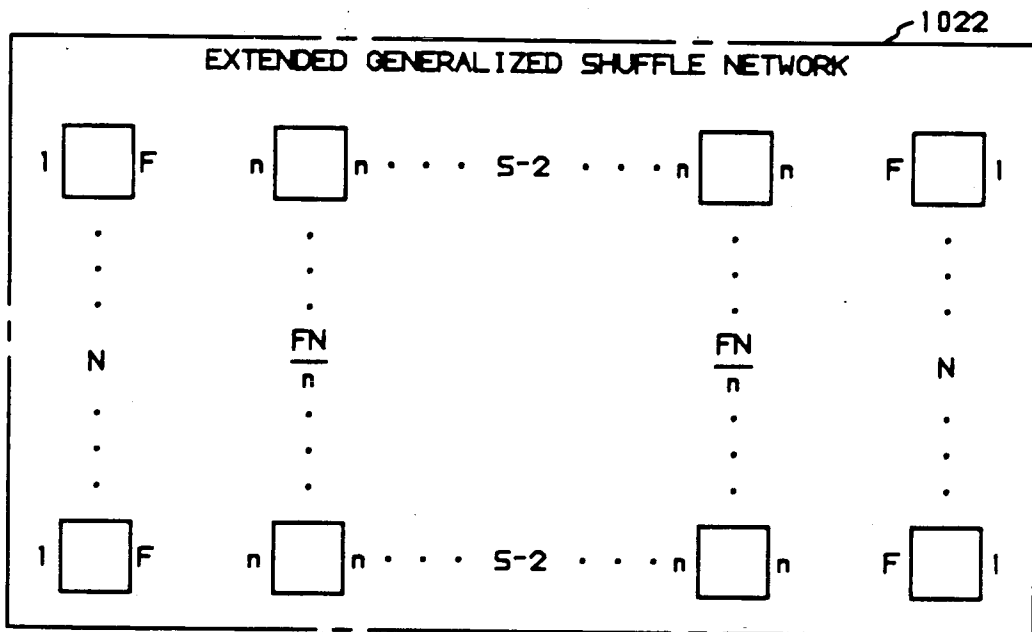 1022
EXTENDED GENERALIZED SHUFFLE NETWORK
1 F n n · · · S-2 · · · n n F 1
N FN/n FN/n N
1 F n n · · · S-2 · · · n n F 1